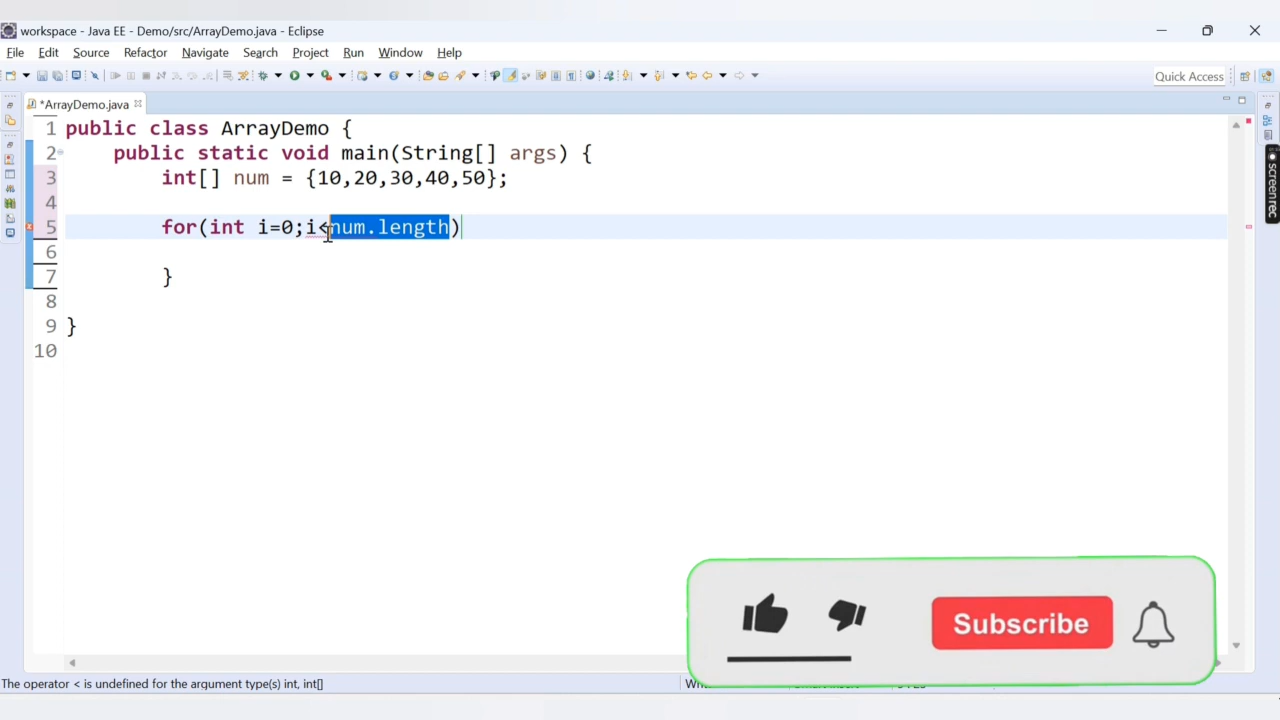 workspace - Java EE - Demo/src/ArrayDemo.java - Eclipse
File Edit Source Refactor Navigate Search Project Run Window Help
Quick Access
*ArrayDemo.java
1 public class ArrayDemo {
2 public static void main(String[] args) {
3 int[] num = {10,20,30,40,50};
4
5 for(int i=0;i<num.length)
6
7 }
8
9 }
10
screenrec
Subscribe
The operator < is undefined for the argument type(s) int, int[]